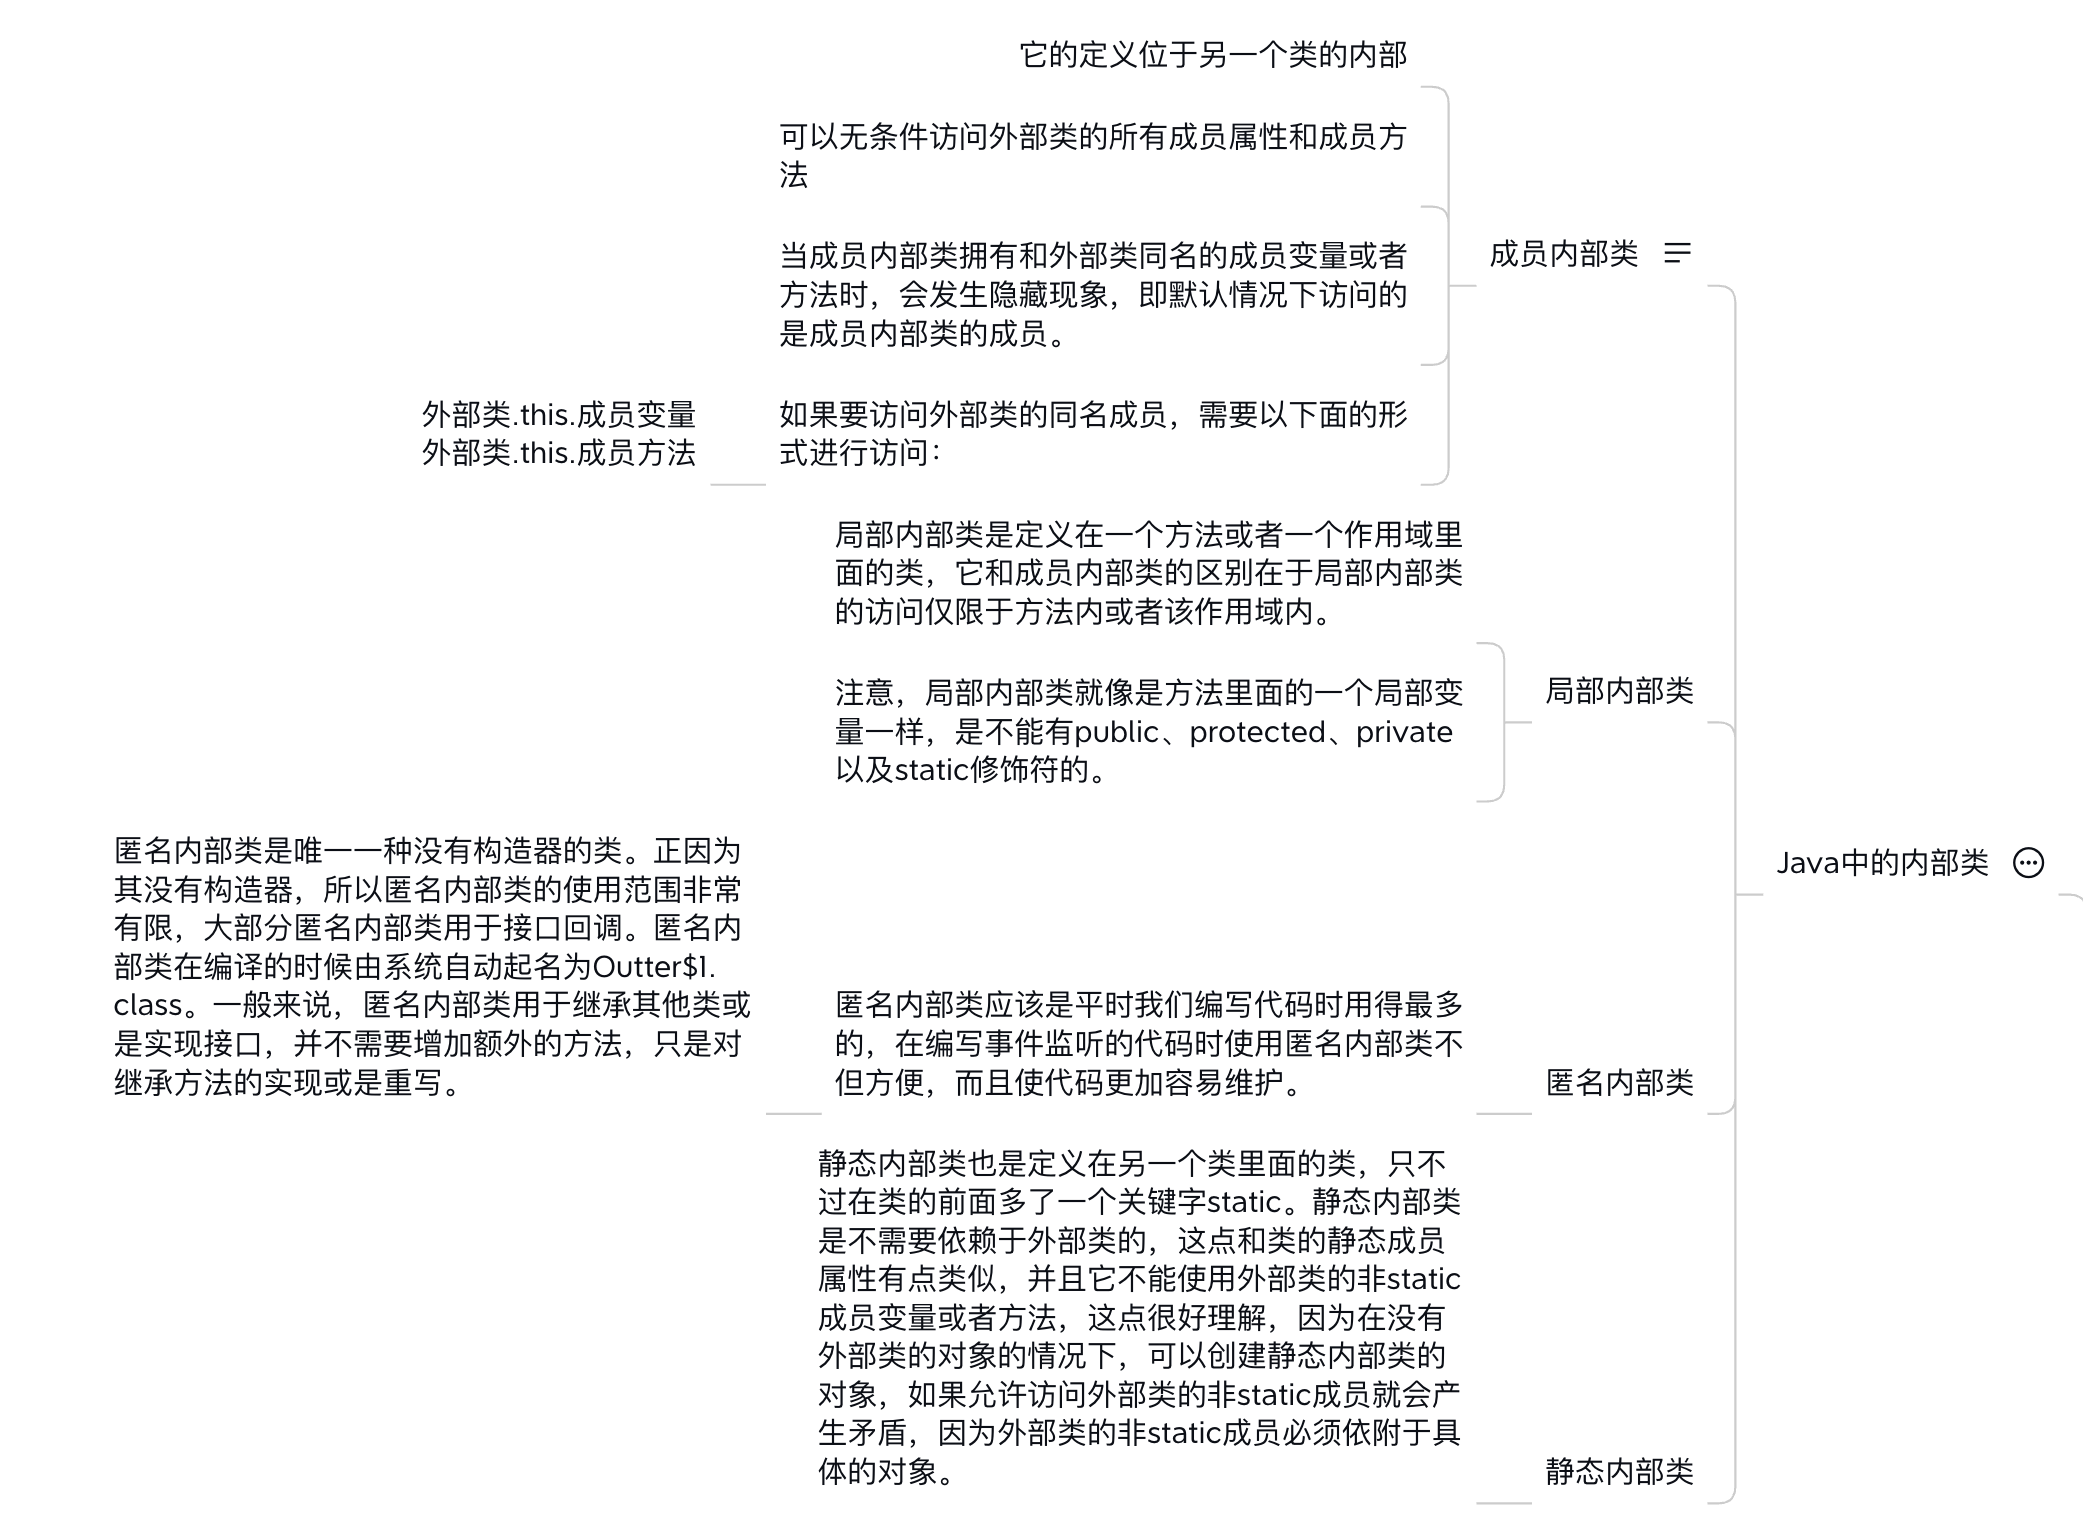 它的定义位于另一个类的内部
可以无条件访问外部类的所有成员属性和成员方
法
当成员内部类拥有和外部类同名的成员变量或者
方法时，会发生隐藏现象，即默认情况下访问的
是成员内部类的成员。
成员内部类
外部类.this.成员变量
外部类.this.成员方法
如果要访问外部类的同名成员，需要以下面的形
式进行访问：
局部内部类是定义在一个方法或者一个作用域里
面的类，它和成员内部类的区别在于局部内部类
的访问仅限于方法内或者该作用域内。
注意，局部内部类就像是方法里面的一个局部变
量一样，是不能有public、protected、private
以及static修饰符的。
局部内部类
Java中的内部类
匿名内部类是唯一一种没有构造器的类。正因为
其没有构造器，所以匿名内部类的使用范围非常
有限，大部分匿名内部类用于接口回调。匿名内
部类在编译的时候由系统自动起名为Outter$1.
class。一般来说，匿名内部类用于继承其他类或
是实现接口，并不需要增加额外的方法，只是对
继承方法的实现或是重写。
匿名内部类应该是平时我们编写代码时用得最多
的，在编写事件监听的代码时使用匿名内部类不
但方便，而且使代码更加容易维护。
匿名内部类
静态内部类也是定义在另一个类里面的类，只不
过在类的前面多了一个关键字static。静态内部类
是不需要依赖于外部类的，这点和类的静态成员
属性有点类似，并且它不能使用外部类的非static
成员变量或者方法，这点很好理解，因为在没有
外部类的对象的情况下，可以创建静态内部类的
对象，如果允许访问外部类的非static成员就会产
生矛盾，因为外部类的非static成员必须依附于具
体的对象。
静态内部类